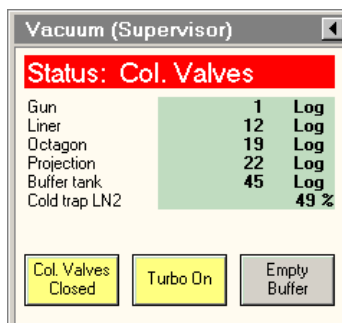 Vacuum (Supervisor)
Status: Col. Valves
Gun 1 Log
Liner 12 Log
Octagon 19 Log
Projection 22 Log
Buffer tank 45 Log
Cold trap LN2 49 %
Col. Valves
Closed
Turbo On
Empty
Buffer